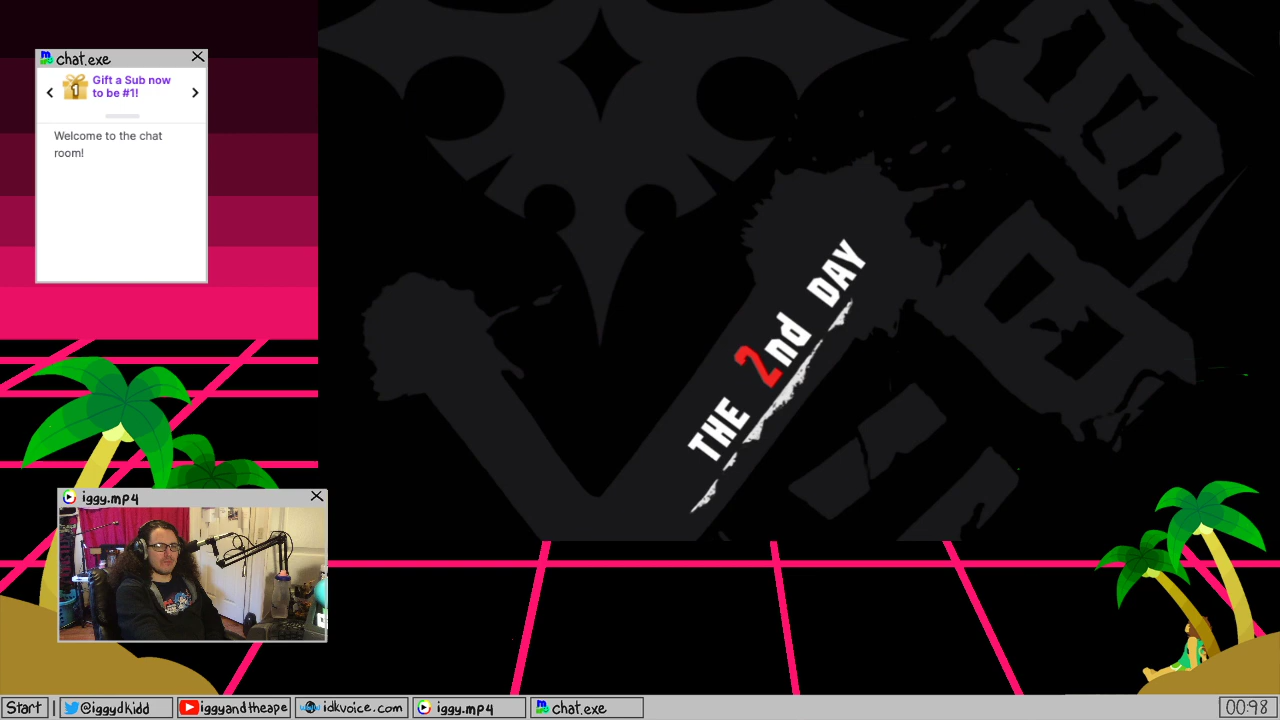 chat.exe
Gift a Sub now
to be #1!
1
Welcome to the chat
room!
THE 2nd DAY
iggy.mp4
Start
@iggydkidd
iggyandtheape
idkvoice.com
iggy.mp4
chat.exe
00:98